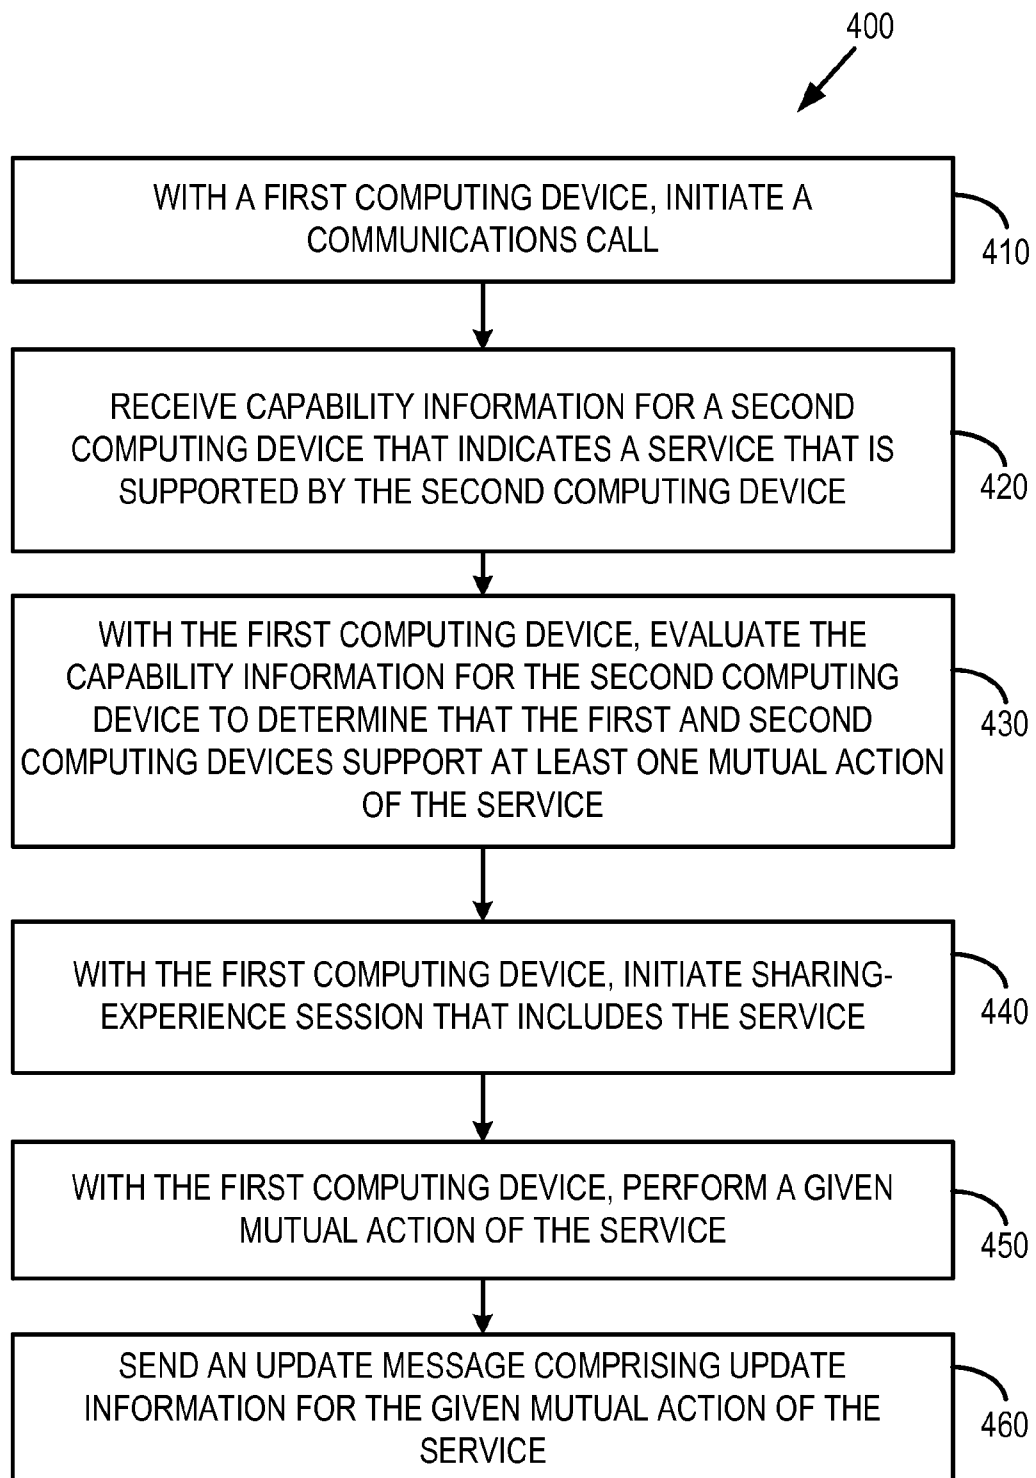 400
WITH A FIRST COMPUTING DEVICE, INITIATE A
COMMUNICATIONS CALL
410
RECEIVE CAPABILITY INFORMATION FOR A SECOND
COMPUTING DEVICE THAT INDICATES A SERVICE THAT IS
SUPPORTED BY THE SECOND COMPUTING DEVICE
420
WITH THE FIRST COMPUTING DEVICE, EVALUATE THE
CAPABILITY INFORMATION FOR THE SECOND COMPUTING
DEVICE TO DETERMINE THAT THE FIRST AND SECOND
COMPUTING DEVICES SUPPORT AT LEAST ONE MUTUAL ACTION
OF THE SERVICE
430
WITH THE FIRST COMPUTING DEVICE, INITIATE SHARING-
EXPERIENCE SESSION THAT INCLUDES THE SERVICE
440
WITH THE FIRST COMPUTING DEVICE, PERFORM A GIVEN
MUTUAL ACTION OF THE SERVICE
450
SEND AN UPDATE MESSAGE COMPRISING UPDATE
INFORMATION FOR THE GIVEN MUTUAL ACTION OF THE
SERVICE
460